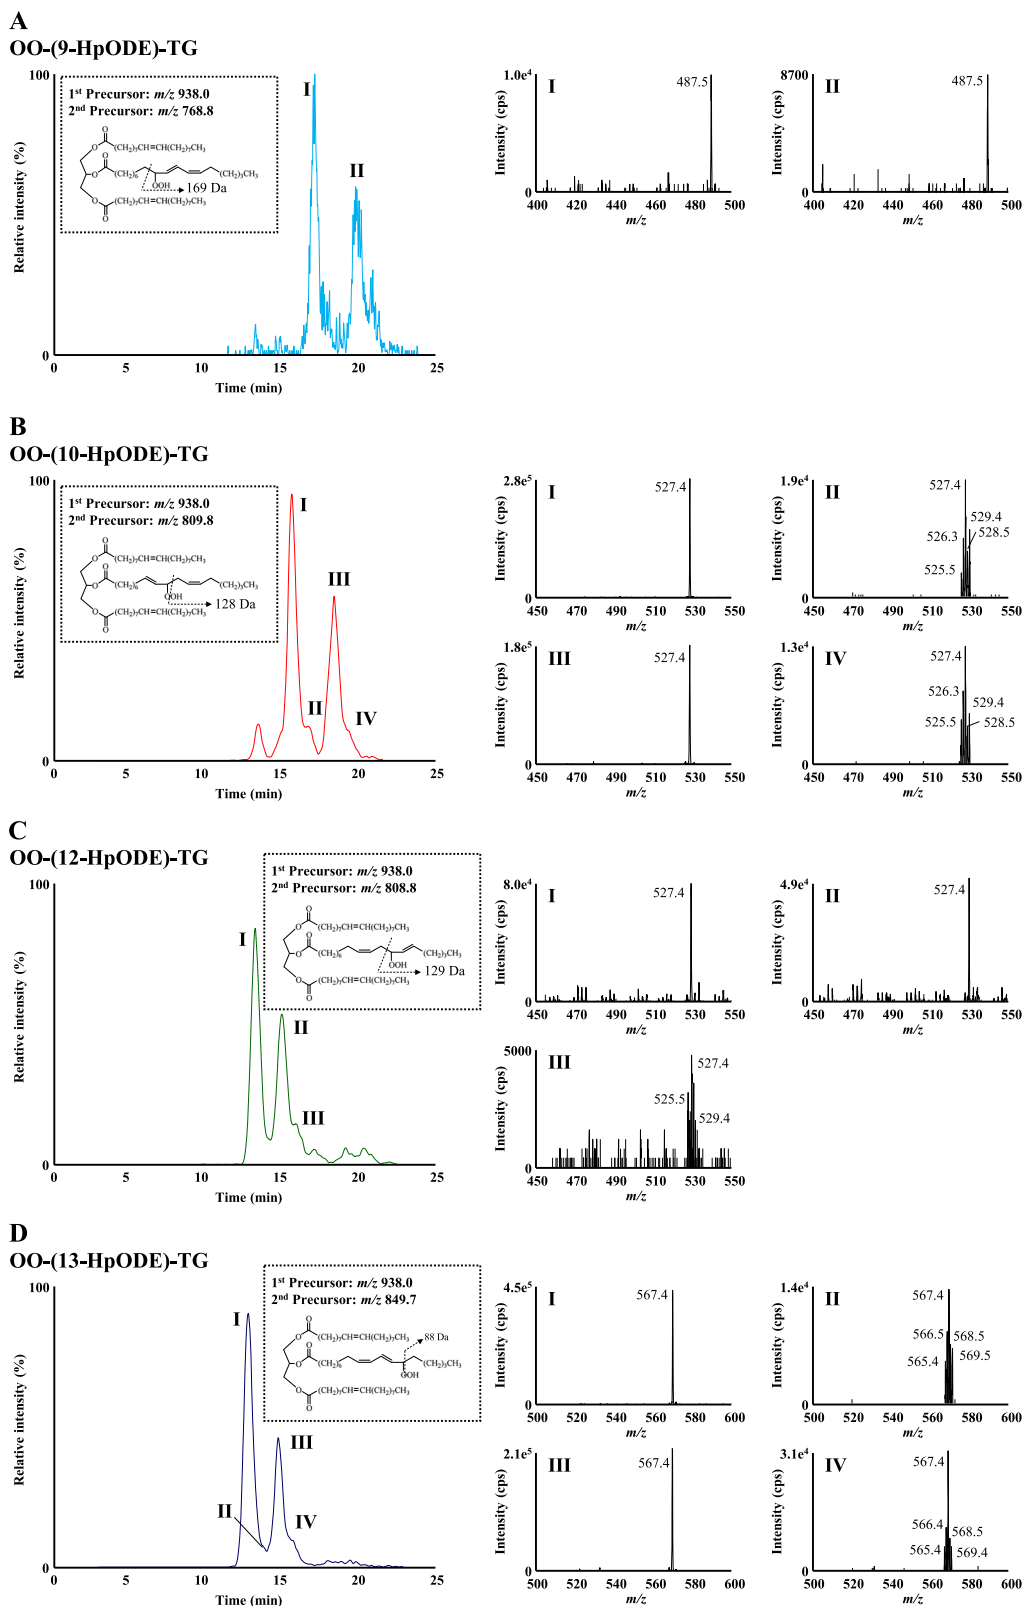 A
OO-(9-HpODE)-TG
100
0
Relative intensity (%)
0 5 10 15 20 25
Time (min)
1st Precursor: m/z 938.0
2nd Precursor: m/z 768.8
O
O (CH2)7CH=CH(CH2)7CH3
O
O (CH2)6 (CH2)3CH3
OOH
169 Da
O (CH2)7CH=CH(CH2)7CH3
O
I
II
I
1.0e4
487.5
0
Intensity (cps)
400 420 440 460 480 500
m/z
II
8700
487.5
0
Intensity (cps)
400 420 440 460 480 500
m/z
B
OO-(10-HpODE)-TG
100
0
Relative intensity (%)
0 5 10 15 20 25
Time (min)
1st Precursor: m/z 938.0
2nd Precursor: m/z 809.8
O
O (CH2)7CH=CH(CH2)7CH3
O
O (CH2)6 (CH2)3CH3
OOH
128 Da
O (CH2)7CH=CH(CH2)7CH3
O
I
II
III
IV
I
2.8e5
527.4
0
Intensity (cps)
450 470 490 510 530 550
m/z
II
1.9e4
527.4
529.4
526.3
528.5
525.5
0
Intensity (cps)
450 470 490 510 530 550
m/z
III
1.8e5
527.4
0
Intensity (cps)
450 470 490 510 530 550
m/z
IV
1.3e4
527.4
526.3
529.4
525.5
528.5
0
Intensity (cps)
450 470 490 510 530 550
m/z
C
OO-(12-HpODE)-TG
100
0
Relative intensity (%)
0 5 10 15 20 25
Time (min)
1st Precursor: m/z 938.0
2nd Precursor: m/z 808.8
O
O (CH2)7CH=CH(CH2)7CH3
O
O (CH2)6 (CH2)3CH3
OOH
129 Da
O (CH2)7CH=CH(CH2)7CH3
O
I
II
III
I
8.0e4
527.4
0
Intensity (cps)
450 470 490 510 530 550
m/z
II
4.9e4
527.4
0
Intensity (cps)
450 470 490 510 530 550
m/z
III
5000
527.4
525.5
529.4
0
Intensity (cps)
450 470 490 510 530 550
m/z
D
OO-(13-HpODE)-TG
100
0
Relative intensity (%)
0 5 10 15 20 25
Time (min)
1st Precursor: m/z 938.0
2nd Precursor: m/z 849.7
O
O (CH2)7CH=CH(CH2)7CH3
88 Da
O
O (CH2)6 (CH2)3CH3
OOH
O (CH2)7CH=CH(CH2)7CH3
O
I
II
III
IV
I
4.5e5
567.4
0
Intensity (cps)
500 520 540 560 580 600
m/z
II
1.4e4
567.4
566.5
568.5
565.4
569.5
0
Intensity (cps)
500 520 540 560 580 600
m/z
III
2.1e5
567.4
0
Intensity (cps)
500 520 540 560 580 600
m/z
IV
3.1e4
567.4
566.4
568.5
565.4
569.4
0
Intensity (cps)
500 520 540 560 580 600
m/z